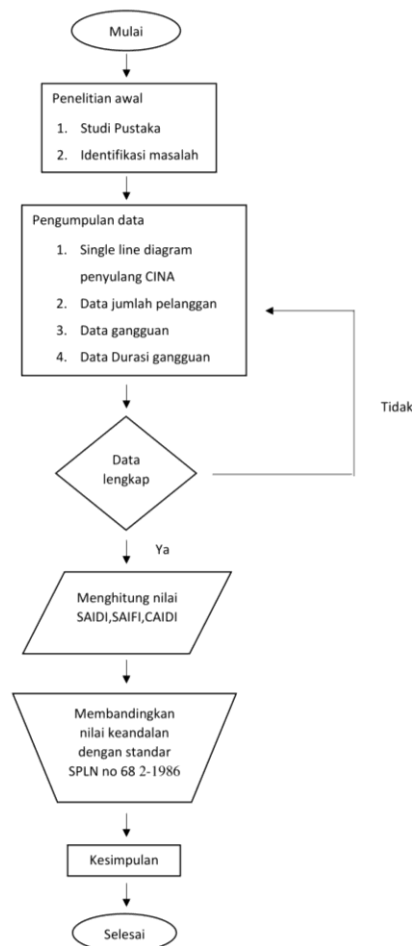 Mulai
Penelitian awal
1. Studi Pustaka
2. Identifikasi masalah
Pengumpulan data
1. Single line diagram
penyulang CINA
2. Data jumlah pelanggan
3. Data gangguan
4. Data Durasi gangguan
Tidak
Data
lengkap
Ya
Menghitung nilai
SAIDI,SAIFI,CAIDI
Membandingkan
nilai keandalan
dengan standar
SPLN no 68 2-1986
Kesimpulan
Selesai